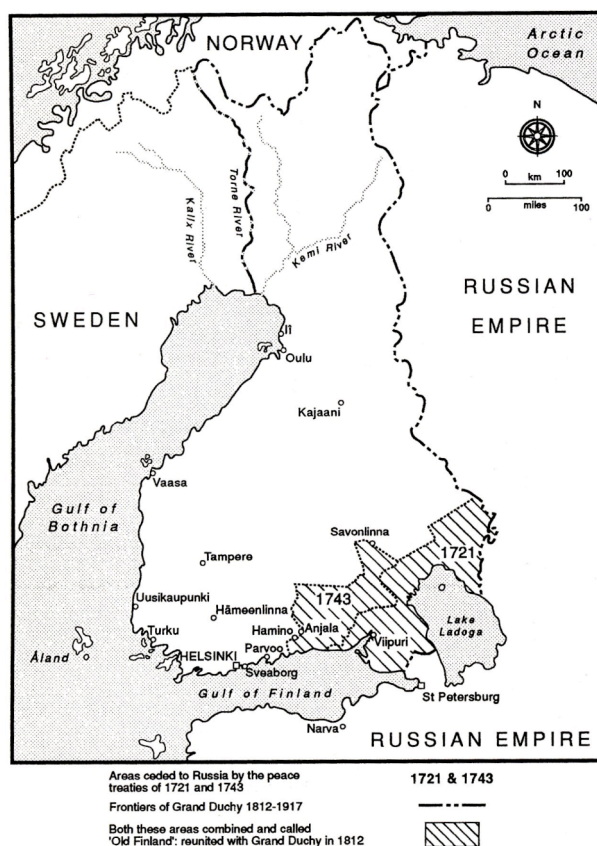 NORWAY
Arctic
Ocean
N
0 km 100
0 miles 100
Kallx River
Torne River
Kemi River
RUSSIAN
EMPIRE
SWEDEN
Ii
Oulu
Kajaani
Vaasa
Gulf of
Bothnia
Savonlinna
1721
Tampere
1743
Uusikaupunki
Hämeenlinna
Lake
Ladoga
Turku
Hamino
Anjala
Viipuri
Åland
HELSINKI
Parvoo
Sveaborg
Gulf of Finland
St Petersburg
Narva
RUSSIAN EMPIRE
Areas ceded to Russia by the peace
treaties of 1721 and 1743
1721 & 1743
Frontiers of Grand Duchy 1812-1917
Both these areas combined and called
'Old Finland': reunited with Grand Duchy in 1812